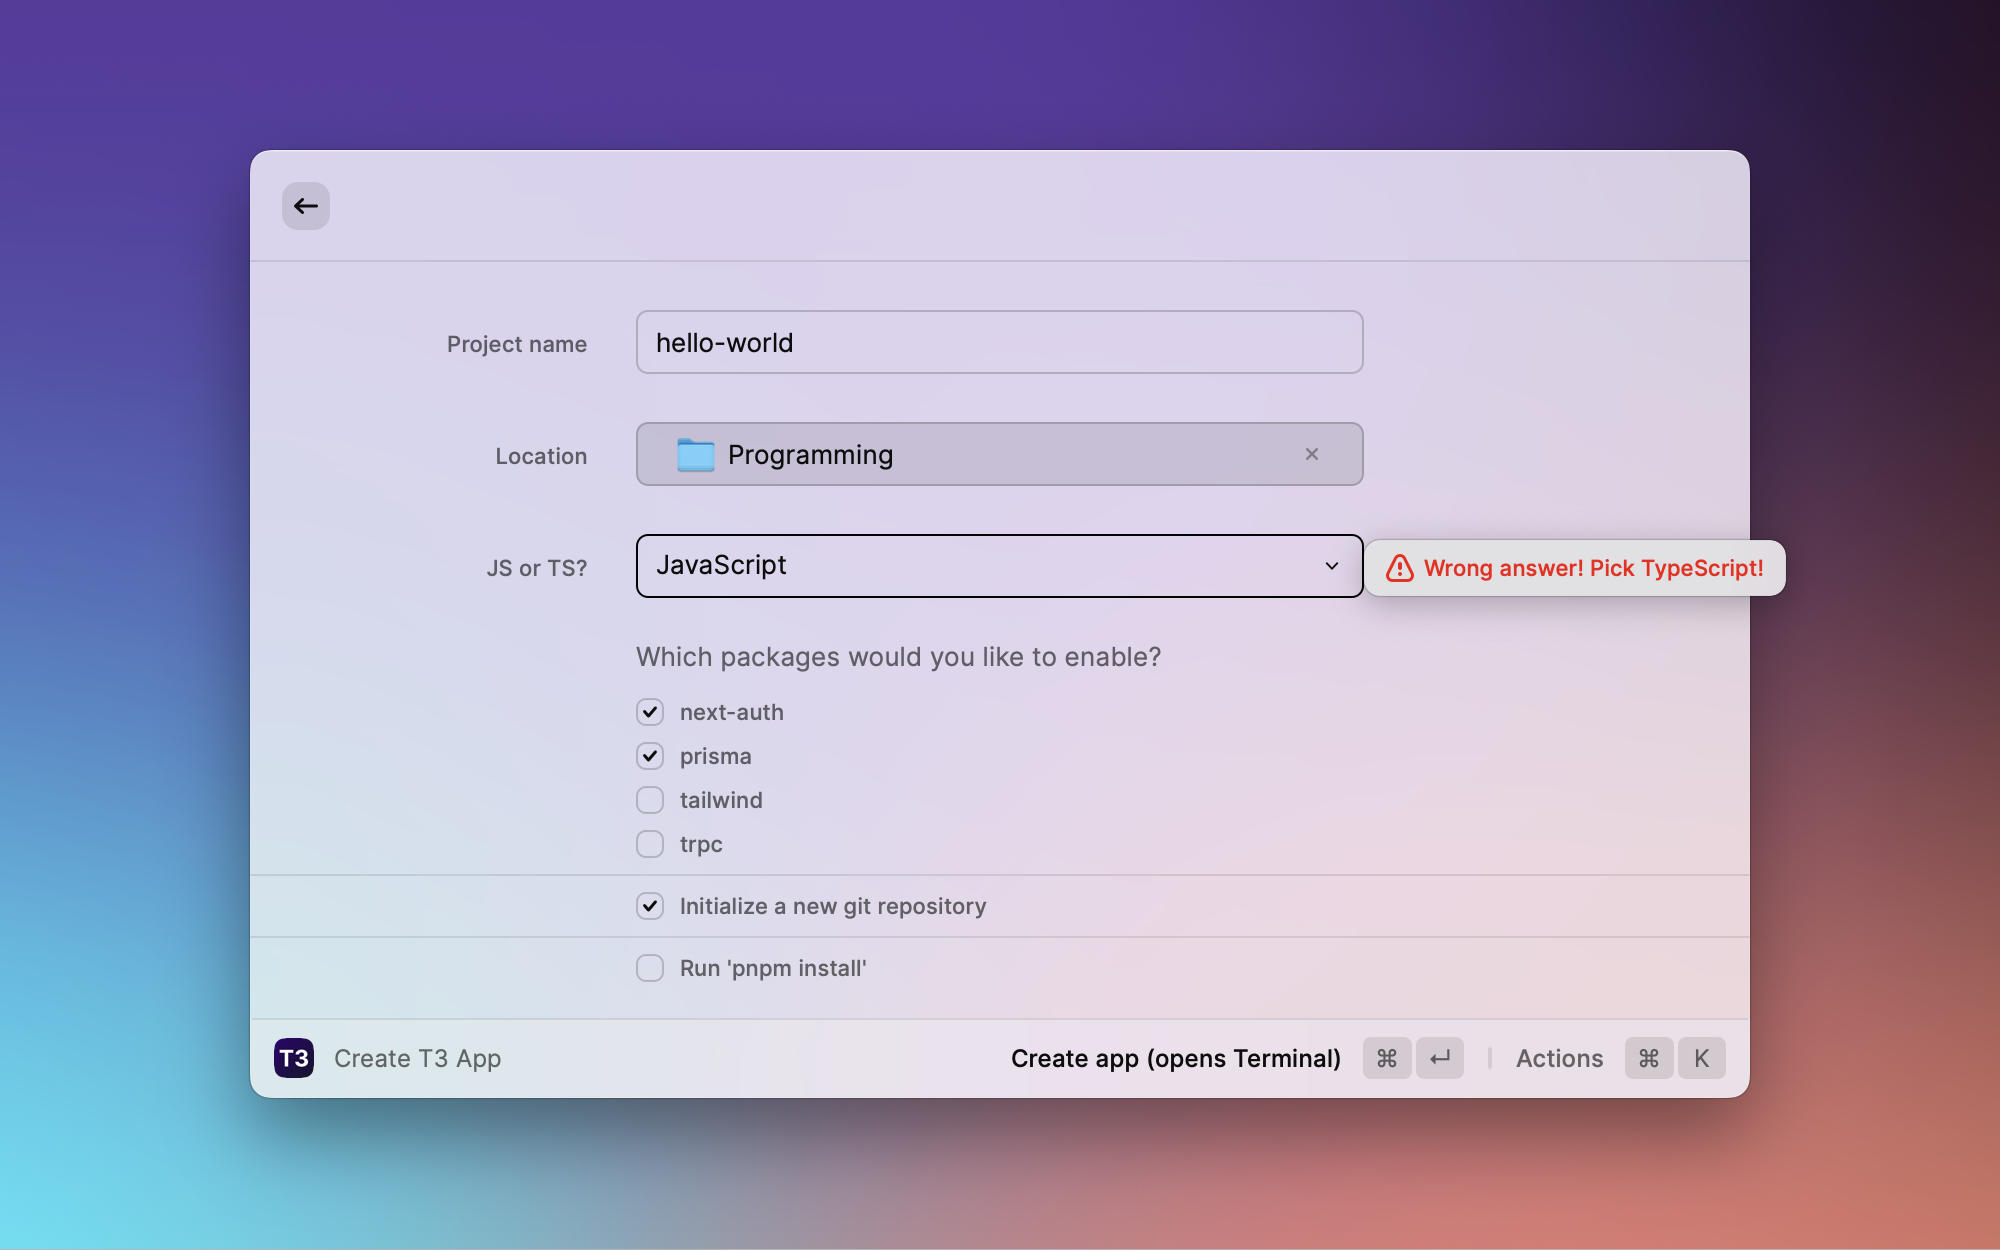 Project name
hello-world
Location
Programming
JS or TS?
JavaScript
Wrong answer! Pick TypeScript!
Which packages would you like to enable?
next-auth
prisma
tailwind
trpc
Initialize a new git repository
Run 'pnpm install'
T3 Create T3 App
Create app (opens Terminal) ⌘ ↵ Actions ⌘ K